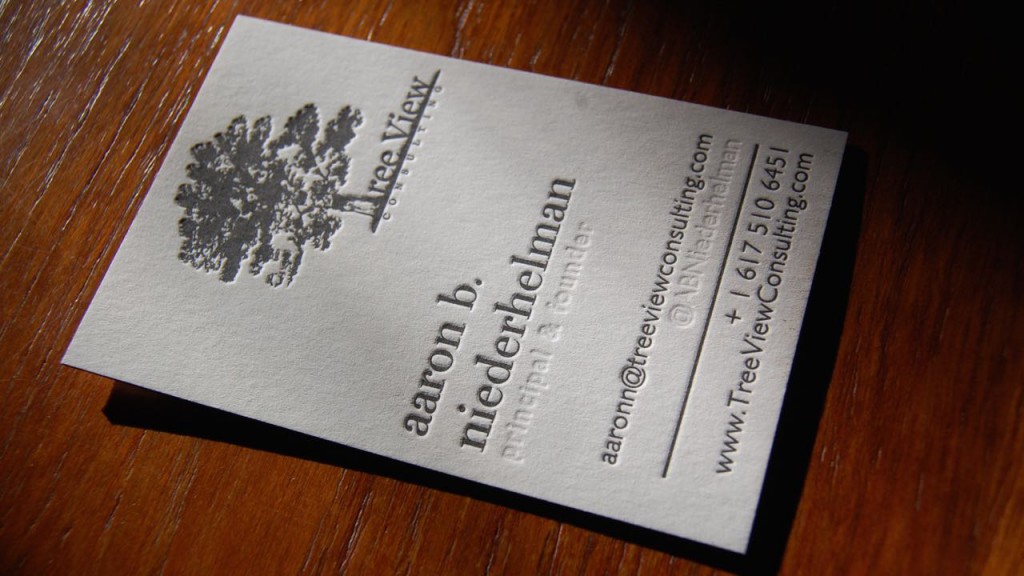 Tree View
CONSULTING
aaron b.
niederhelman
principal & founder
aaronn@treeviewconsulting.com
@ABNiederhelman
+ 1 617 510 6451
www.TreeViewConsulting.com